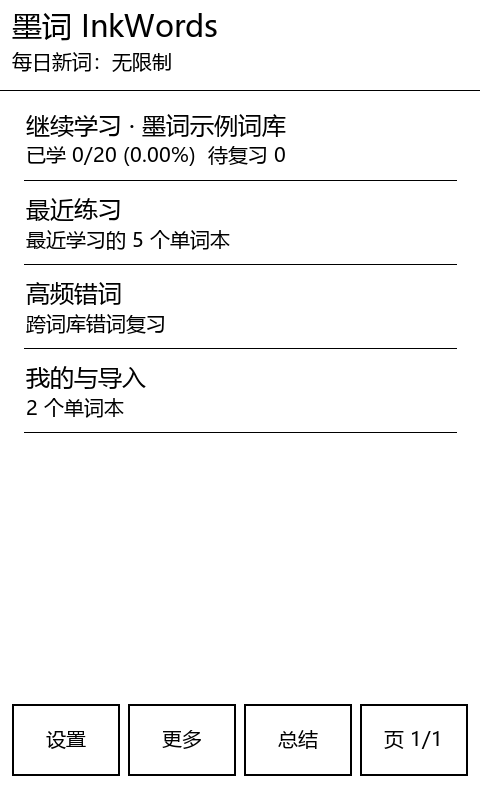 墨词 InkWords
每日新词：无限制
继续学习 · 墨词示例词库
已学 0/20 (0.00%)  待复习 0
最近练习
最近学习的 5 个单词本
高频错词
跨词库错词复习
我的与导入
2 个单词本
设置
更多
总结
页 1/1